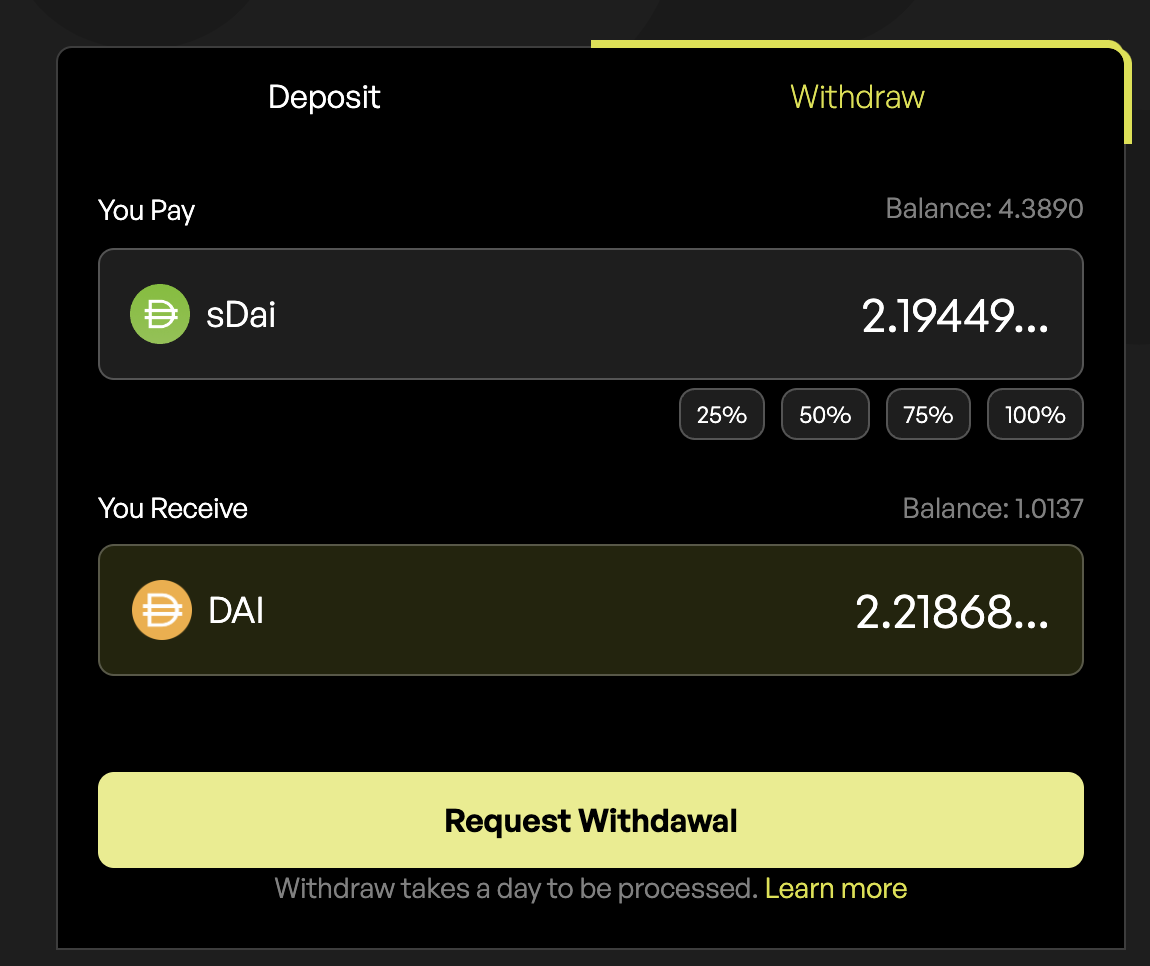 Deposit Withdraw
You Pay Balance: 4.3890
sDai 2.19449...
25% 50% 75% 100%
You Receive Balance: 1.0137
DAI 2.21868...
Request Withdawal
Withdraw takes a day to be processed. Learn more